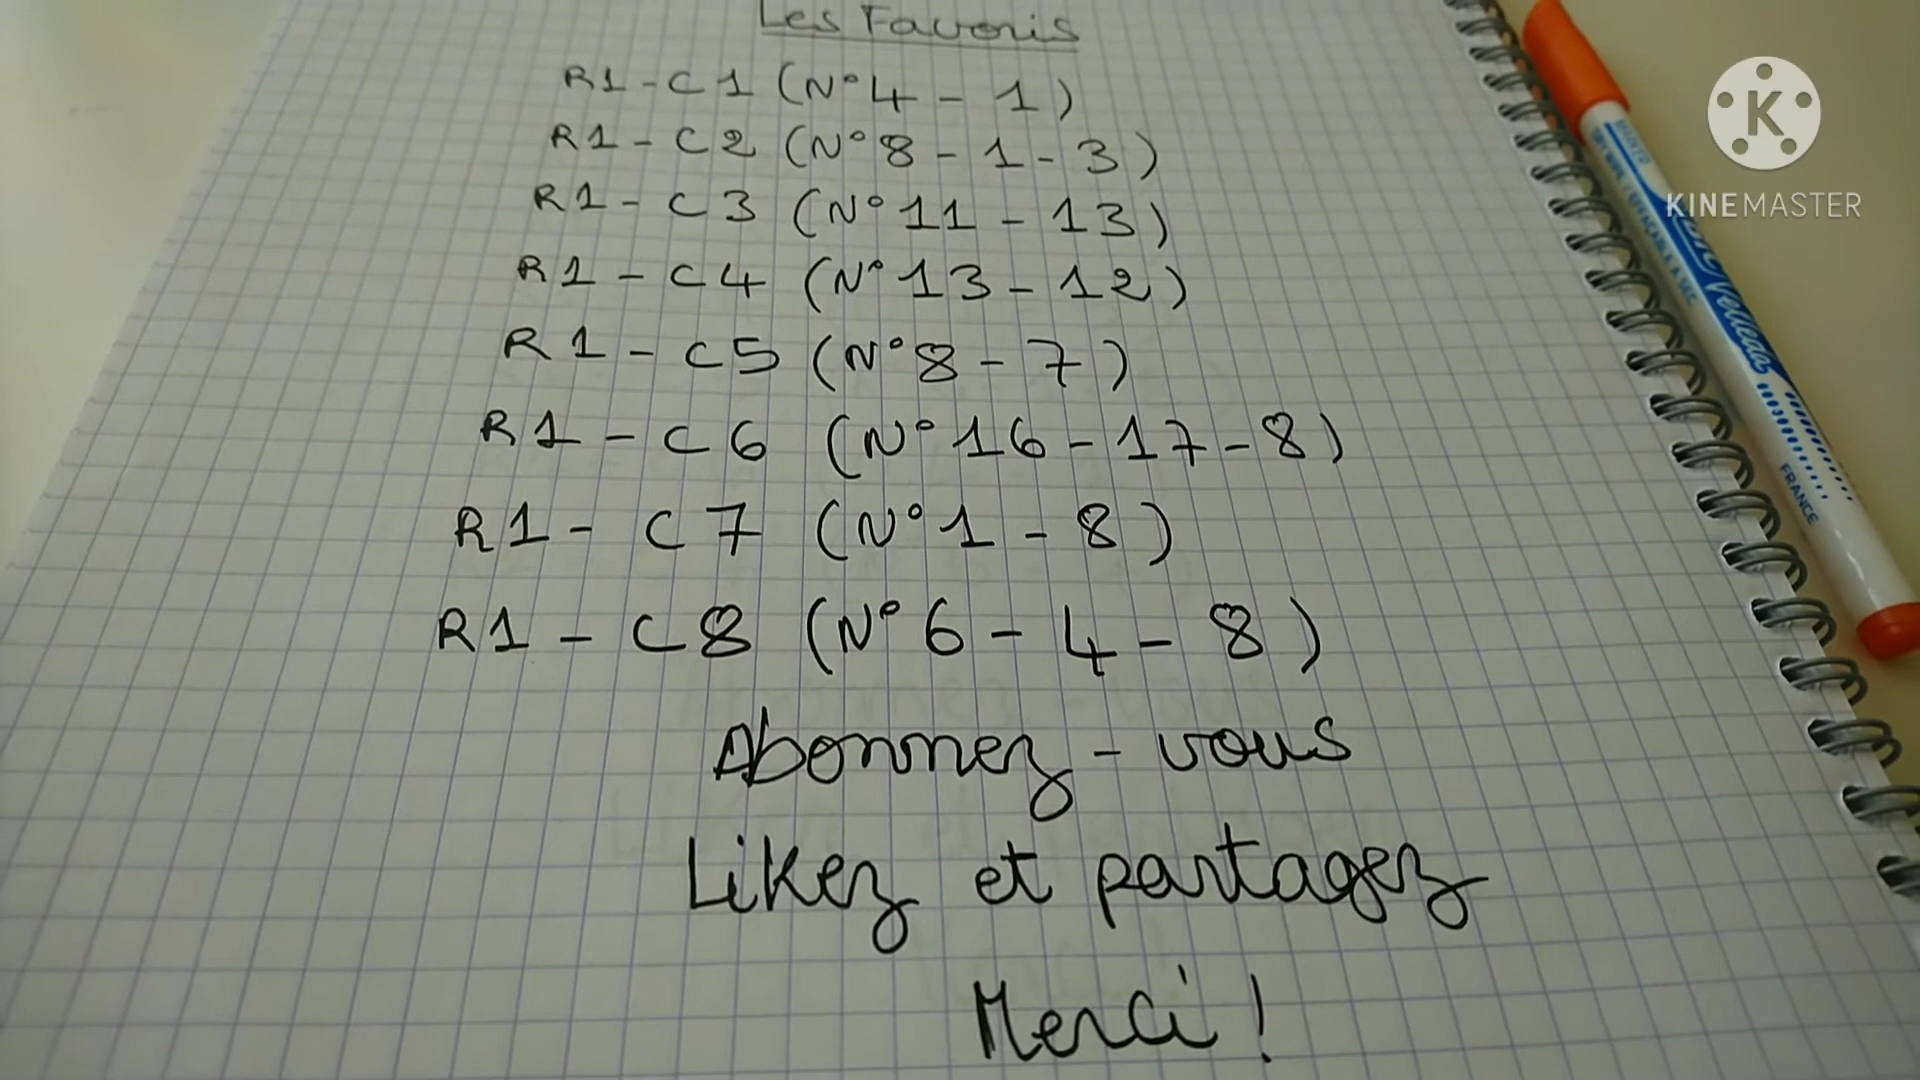 Les Favoris
R1 - C1 (N° 4 - 1)
R1 - C2 (N° 8 - 1 - 3)
R1 - C3 (N° 11 - 13)
R1 - C4 (N° 13 - 12)
R1 - C5 (N° 8 - 7)
R1 - C6 (N° 16 - 17 - 8)
R1 - C7 (N° 1 - 8)
R1 - C8 (N° 6 - 4 - 8)
Abonnez - vous
Likez et partagez
Merci !
K
KINEMASTER
Velleda
FRANCE